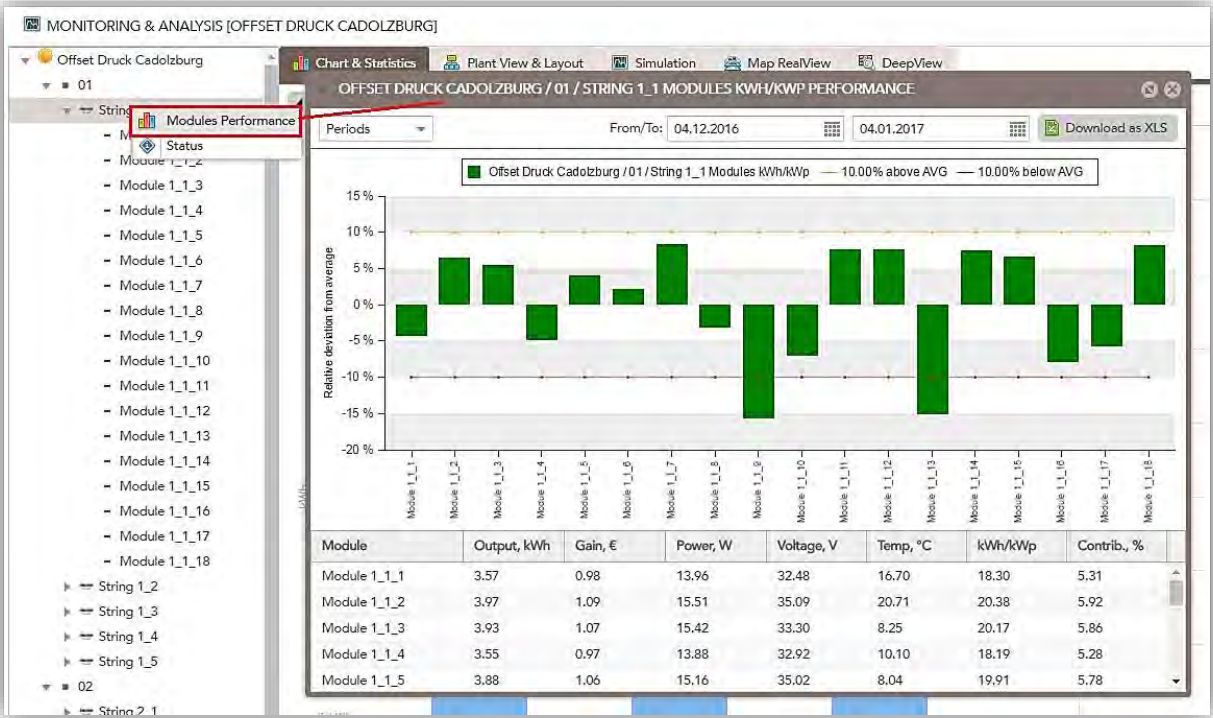 MONITORING & ANALYSIS [OFFSET DRUCK CADOLZBURG]
Offset Druck Cadolzburg
01
String
Modules Performance
Status
Module 1_1_2
Module 1_1_3
Module 1_1_4
Module 1_1_5
Module 1_1_6
Module 1_1_7
Module 1_1_8
Module 1_1_9
Module 1_1_10
Module 1_1_11
Module 1_1_12
Module 1_1_13
Module 1_1_14
Module 1_1_15
Module 1_1_16
Module 1_1_17
Module 1_1_18
String 1_2
String 1_3
String 1_4
String 1_5
02
String 2_1
Chart & Statistics Plant View & Layout Simulation Map RealView DeepView
OFFSET DRUCK CADOLZBURG / 01 / STRING 1_1 MODULES KWH/KWP PERFORMANCE
Periods From/To: 04.12.2016 04.01.2017 Download as XLS
Offset Druck Cadolzburg / 01 / String 1_1 Modules kWh/kWp 10.00% above AVG 10.00% below AVG
Relative deviation from average
15 %
10 %
5 %
0 %
-5 %
-10 %
-15 %
-20 %
Module 1_1_1
Module 1_1_2
Module 1_1_3
Module 1_1_4
Module 1_1_5
Module 1_1_6
Module 1_1_7
Module 1_1_8
Module 1_1_9
Module 1_1_10
Module 1_1_11
Module 1_1_12
Module 1_1_13
Module 1_1_14
Module 1_1_15
Module 1_1_16
Module 1_1_17
Module 1_1_18
kWh
Module Output, kWh Gain, € Power, W Voltage, V Temp, °C kWh/kWp Contrib., %
Module 1_1_1 3.57 0.98 13.96 32.48 16.70 18.30 5.31
Module 1_1_2 3.97 1.09 15.51 35.09 20.71 20.38 5.92
Module 1_1_3 3.93 1.07 15.42 33.30 8.25 20.17 5.86
Module 1_1_4 3.55 0.97 13.88 32.92 10.10 18.19 5.28
Module 1_1_5 3.88 1.06 15.16 35.02 8.04 19,91 5.78